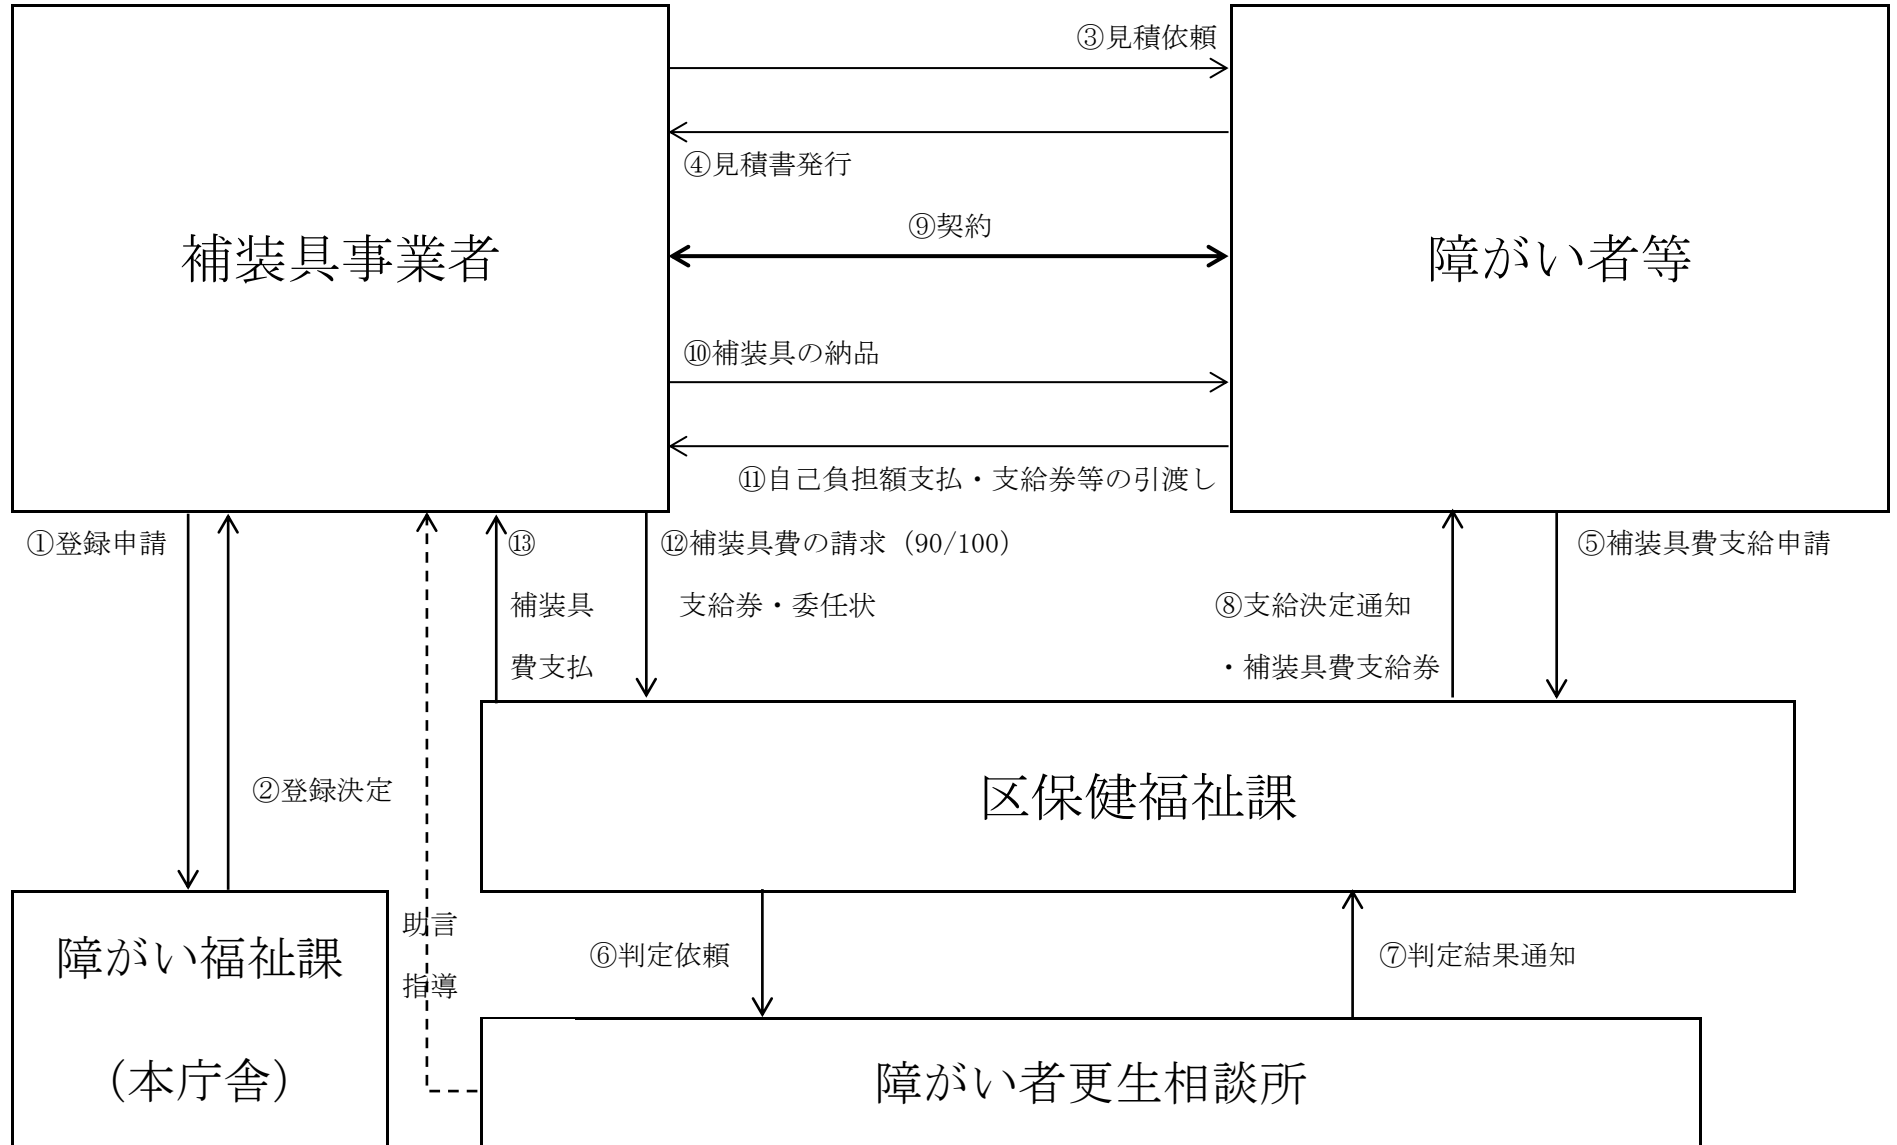 ③見積依頼
④見積書発行
⑨契約
補装具事業者
障がい者等
⑩補装具の納品
⑪自己負担額支払・支給券等の引渡し
①登録申請
⑬
補装具
費支払
⑫補装具費の請求（90/100）
支給券・委任状
⑧支給決定通知
・補装具費支給券
⑤補装具費支給申請
②登録決定
区保健福祉課
助言
指導
障がい福祉課
（本庁舎）
⑥判定依頼
⑦判定結果通知
障がい者更生相談所